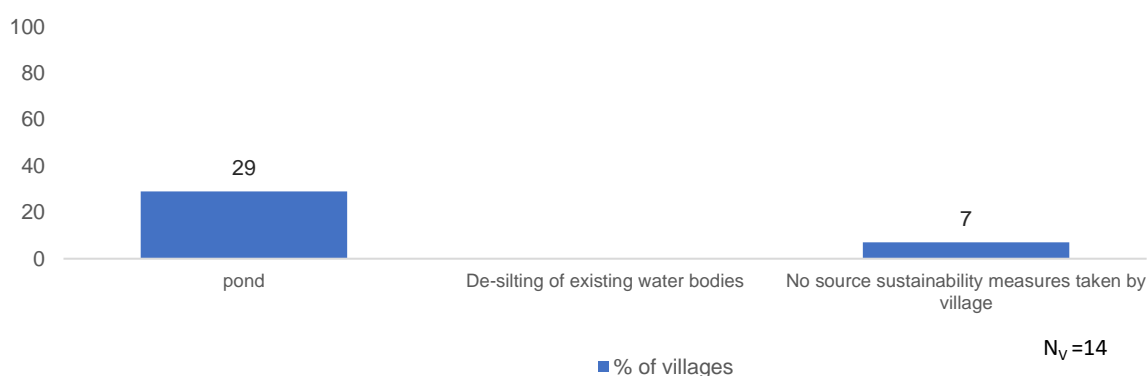 100
80
60
40
20
0
29
7
pond
De-silting of existing water bodies
No source sustainability measures taken by
village
N_V =14
% of villages